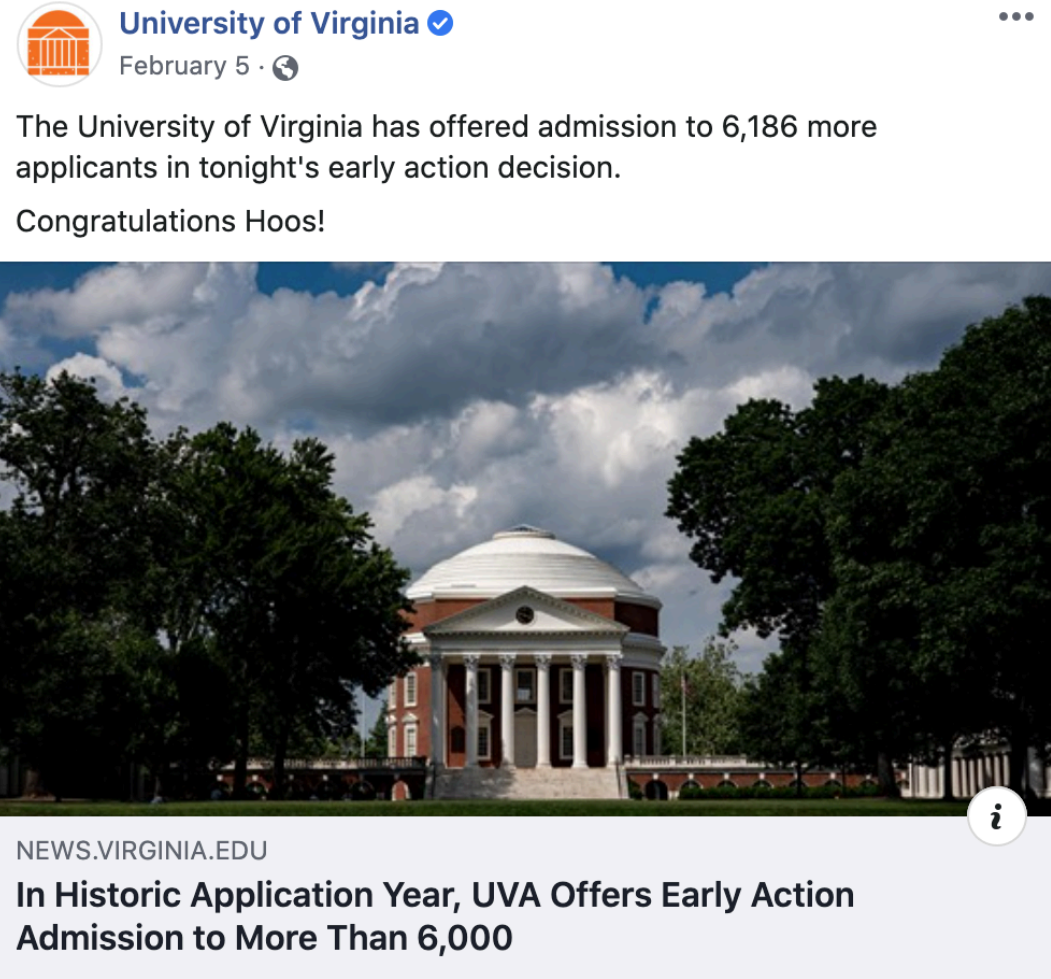 University of Virginia
February 5 ·
The University of Virginia has offered admission to 6,186 more
applicants in tonight's early action decision.
Congratulations Hoos!
i
NEWS.VIRGINIA.EDU
In Historic Application Year, UVA Offers Early Action
Admission to More Than 6,000